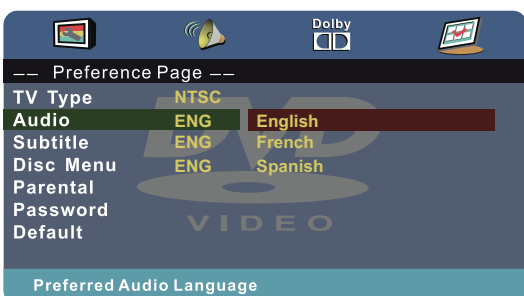 Dolby
-- Preference Page --
TV Type NTSC
Audio ENG English
Subtitle ENG French
Disc Menu ENG Spanish
Parental
Password
Default
DVD
VIDEO
Preferred Audio Language